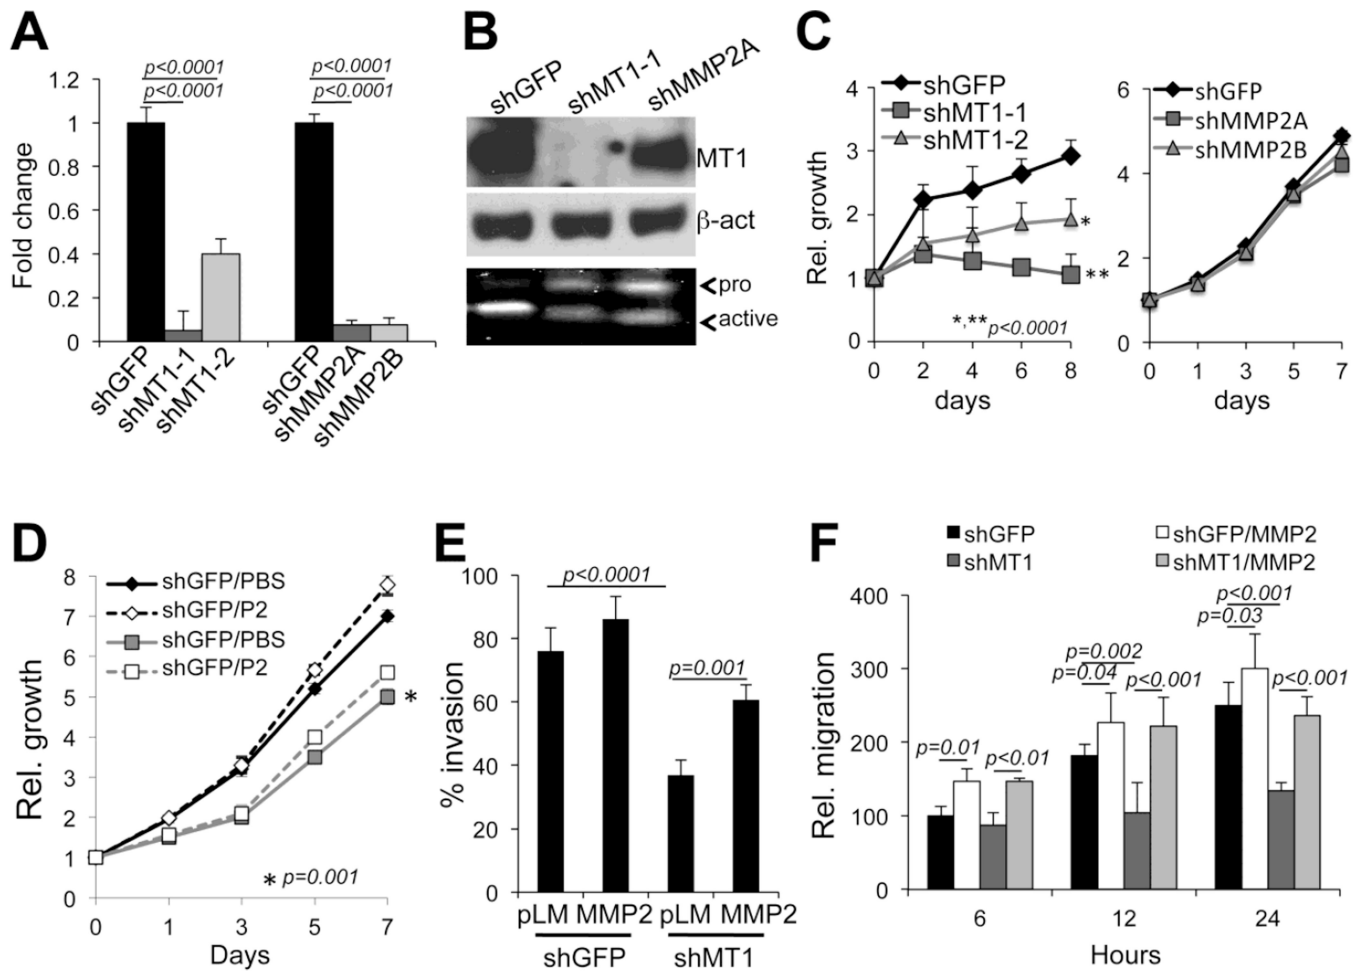 A
p<0.0001
p<0.0001
p<0.0001
p<0.0001
1.2
1
0.8
0.6
0.4
0.2
0
Fold change
shGFP
shMT1-1
shMT1-2
shGFP
shMMP2A
shMMP2B
B
shGFP
shMT1-1
shMMP2A
MT1
β-act
pro
active
C
shGFP
shMT1-1
shMT1-2
4
3
2
1
0
Rel. growth
*
**
*,**p<0.0001
0 2 4 6 8
days
shGFP
shMMP2A
shMMP2B
6
4
2
0
0 1 3 5 7
days
D
shGFP/PBS
shGFP/P2
shGFP/PBS
shGFP/P2
8
7
6
5
4
3
2
1
0
Rel. growth
*
* p=0.001
0 1 3 5 7
Days
E
100
80
60
40
20
0
% invasion
p<0.0001
p=0.001
pLM MMP2 pLM MMP2
shGFP shMT1
F
shGFP shGFP/MMP2
shMT1 shMT1/MMP2
400
300
200
100
0
Rel. migration
p=0.01
p<0.01
p=0.002
p=0.04
p<0.001
p<0.001
p=0.03
p<0.001
6 12 24
Hours